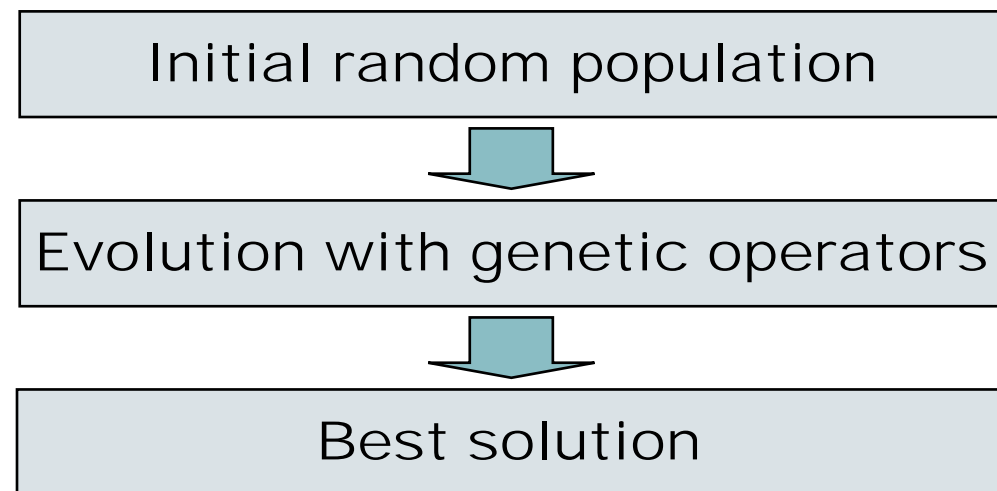 Initial random population
Evolution with genetic operators
Best solution